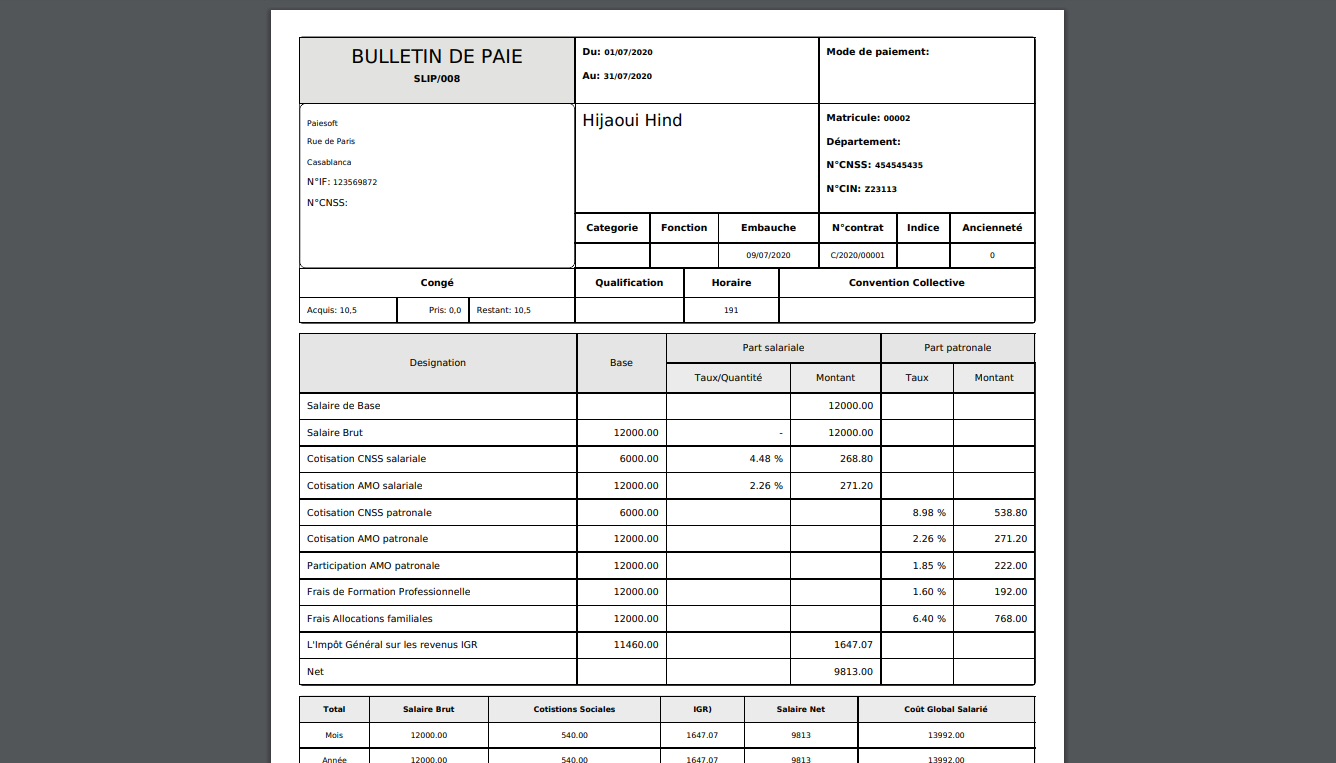 BULLETIN DE PAIE
SLIP/008
Du: 01/07/2020
Au: 31/07/2020
Mode de paiement:
Paiesoft
Rue de Paris
Casablanca
N°IF: 123569872
N°CNSS:
Hijaoui Hind
Matricule: 00002
Département:
N°CNSS: 454545435
N°CIN: Z23113
Categorie Fonction Embauche N°contrat Indice Ancienneté
09/07/2020 C/2020/00001 0
Congé Qualification Horaire Convention Collective
Acquis: 10,5 Pris: 0,0 Restant: 10,5 191
Designation Base Part salariale Part patronale
Taux/Quantité Montant Taux Montant
Salaire de Base 12000.00
Salaire Brut 12000.00 - 12000.00
Cotisation CNSS salariale 6000.00 4.48 % 268.80
Cotisation AMO salariale 12000.00 2.26 % 271.20
Cotisation CNSS patronale 6000.00 8.98 % 538.80
Cotisation AMO patronale 12000.00 2.26 % 271.20
Participation AMO patronale 12000.00 1.85 % 222.00
Frais de Formation Professionnelle 12000.00 1.60 % 192.00
Frais Allocations familiales 12000.00 6.40 % 768.00
L'Impôt Général sur les revenus IGR 11460.00 1647.07
Net 9813.00
Total Salaire Brut Cotistions Sociales IGR) Salaire Net Coût Global Salarié
Mois 12000.00 540.00 1647.07 9813 13992.00
Année 12000.00 540.00 1647.07 9813 13992.00